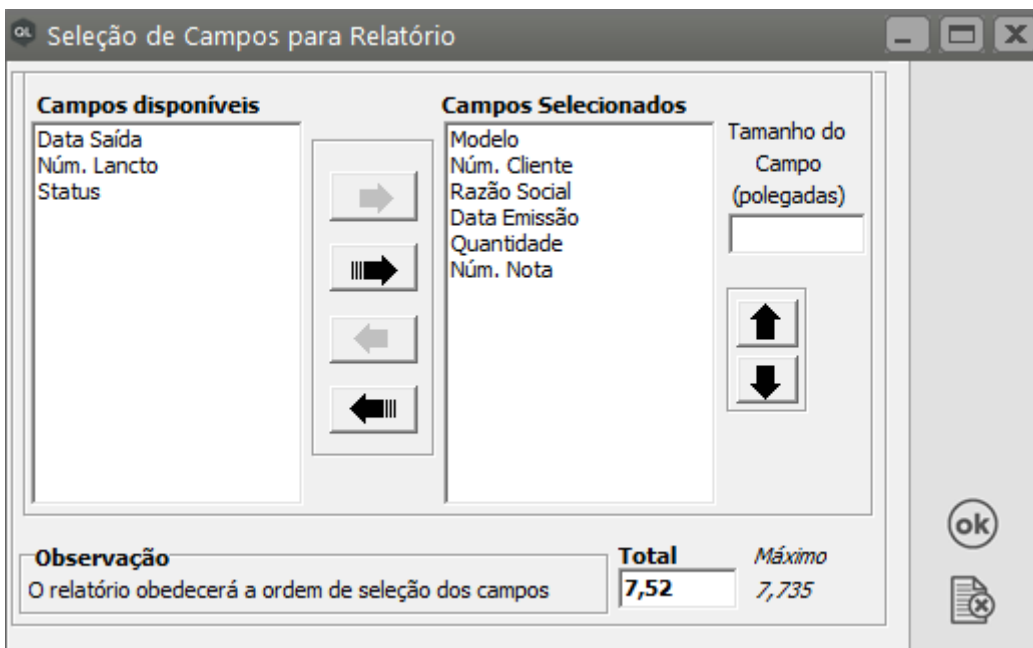 QL Seleção de Campos para Relatório
Campos disponíveis
Data Saída
Núm. Lancto
Status
Campos Selecionados
Modelo
Núm. Cliente
Razão Social
Data Emissão
Quantidade
Núm. Nota
Tamanho do
Campo
(polegadas)
Observação
O relatório obedecerá a ordem de seleção dos campos
Total
7,52
Máximo
7,735
ok